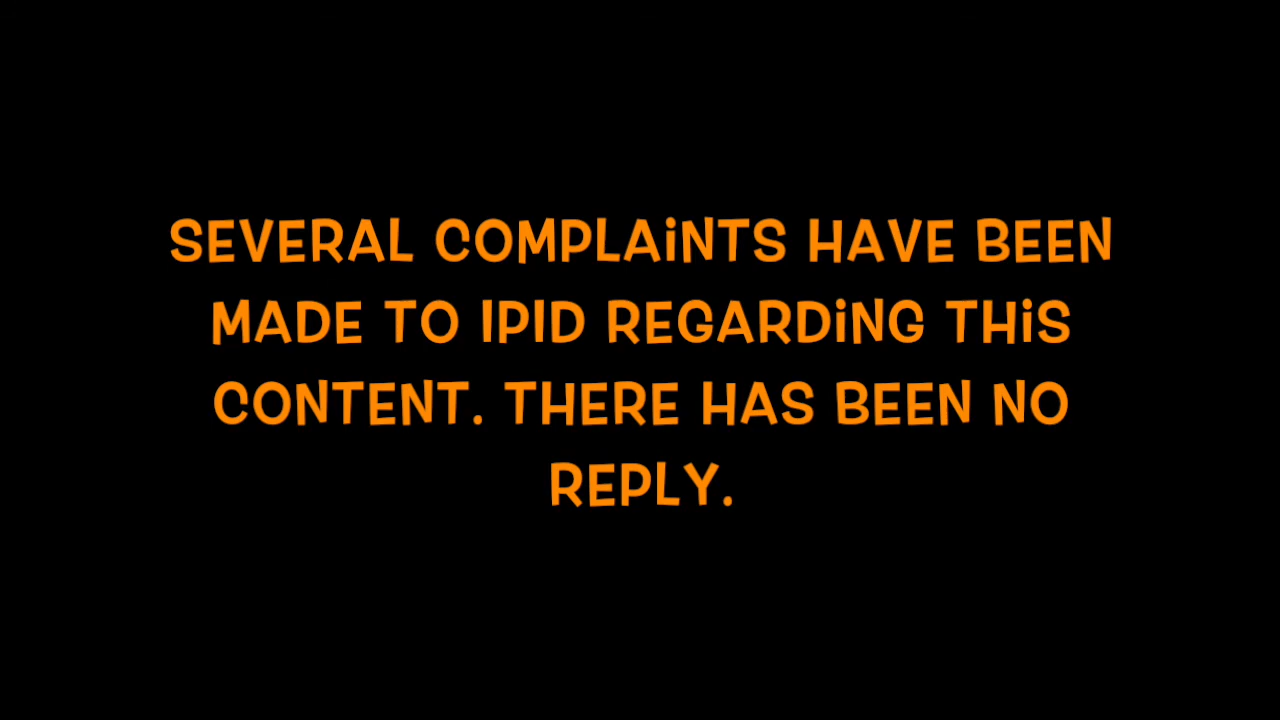 SEVERAL COMPLAINTS HAVE BEEN
MADE TO IPID REGARDING THIS
CONTENT. THERE HAS BEEN NO
REPLY.